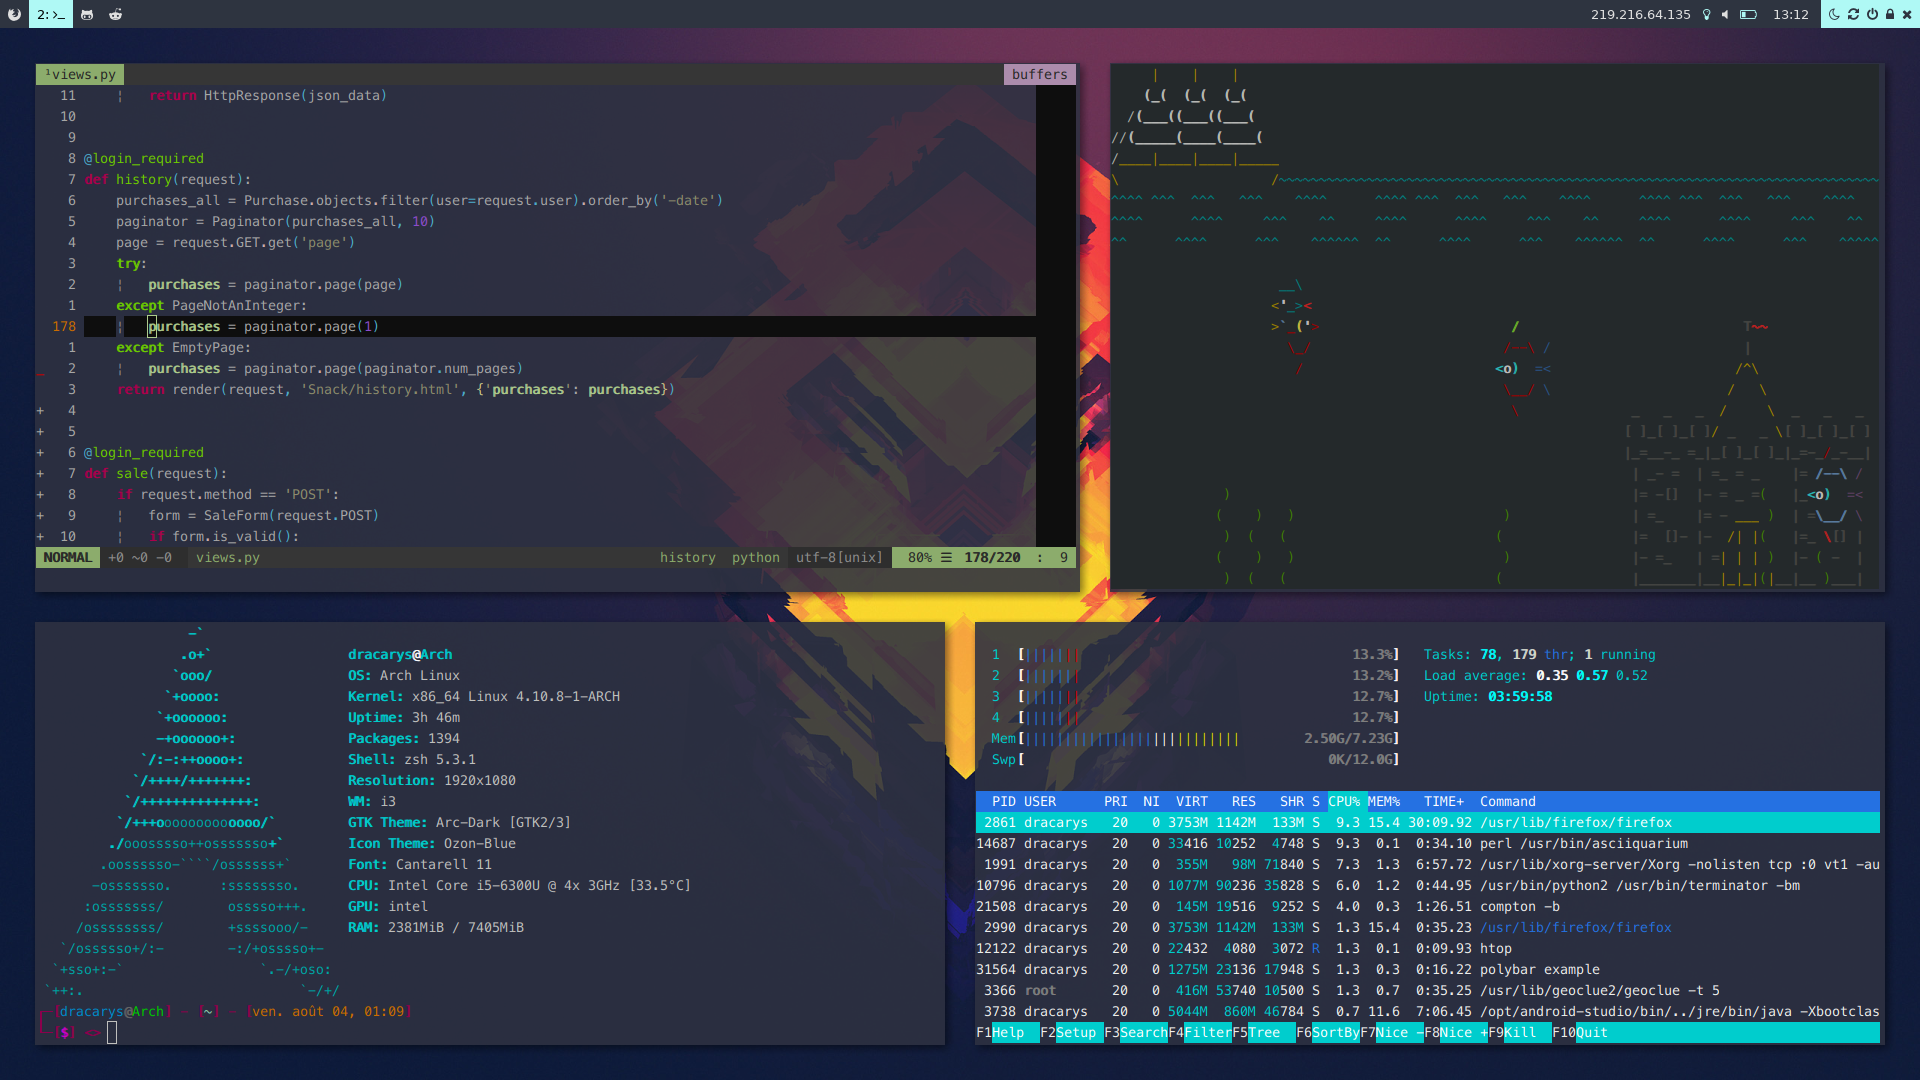 2: >_
219.216.64.135 13:12
¹views.py buffers
11 ¦ return HttpResponse(json_data)
10
9
8 @login_required
7 def history(request):
6 purchases_all = Purchase.objects.filter(user=request.user).order_by('-date')
5 paginator = Paginator(purchases_all, 10)
4 page = request.GET.get('page')
3 try:
2 ¦ purchases = paginator.page(page)
1 except PageNotAnInteger:
178 ¦ purchases = paginator.page(1)
1 except EmptyPage:
_ 2 ¦ purchases = paginator.page(paginator.num_pages)
3 return render(request, 'Snack/history.html', {'purchases': purchases})
+ 4
+ 5
+ 6 @login_required
+ 7 def sale(request):
+ 8 if request.method == 'POST':
+ 9 ¦ form = SaleForm(request.POST)
+ 10 ¦ if form.is_valid():
NORMAL +0 ~0 -0 views.py history python utf-8[unix] 80% ☰ 178/220 : 9
dracarys@Arch
OS: Arch Linux
Kernel: x86_64 Linux 4.10.8-1-ARCH
Uptime: 3h 46m
Packages: 1394
Shell: zsh 5.3.1
Resolution: 1920x1080
WM: i3
GTK Theme: Arc-Dark [GTK2/3]
Icon Theme: Ozon-Blue
Font: Cantarell 11
CPU: Intel Core i5-6300U @ 4x 3GHz [33.5°C]
GPU: intel
RAM: 2381MiB / 7405MiB
[dracarys@Arch] - [~] - [ven. août 04, 01:09]
[$] <>
1 [|||||||| 13.3%] Tasks: 78, 179 thr; 1 running
2 [|||||||| 13.2%] Load average: 0.35 0.57 0.52
3 [|||||||| 12.7%] Uptime: 03:59:58
4 [|||||||| 12.7%]
Mem[||||||||||||||||||||||||||| 2.50G/7.23G]
Swp[ 0K/12.0G]
PID USER PRI NI VIRT RES SHR S CPU% MEM% TIME+ Command
2861 dracarys 20 0 3753M 1142M 133M S 9.3 15.4 30:09.92 /usr/lib/firefox/firefox
14687 dracarys 20 0 33416 10252 4748 S 9.3 0.1 0:34.10 perl /usr/bin/asciiquarium
1991 dracarys 20 0 355M 98M 71840 S 7.3 1.3 6:57.72 /usr/lib/xorg-server/Xorg -nolisten tcp :0 vt1 -au
10796 dracarys 20 0 1077M 90236 35828 S 6.0 1.2 0:44.95 /usr/bin/python2 /usr/bin/terminator -bm
21508 dracarys 20 0 145M 19516 9252 S 4.0 0.3 1:26.51 compton -b
2990 dracarys 20 0 3753M 1142M 133M S 1.3 15.4 0:35.23 /usr/lib/firefox/firefox
12122 dracarys 20 0 22432 4080 3072 R 1.3 0.1 0:09.93 htop
31564 dracarys 20 0 1275M 23136 17948 S 1.3 0.3 0:16.22 polybar example
3366 root 20 0 416M 53740 10500 S 1.3 0.7 0:35.25 /usr/lib/geoclue2/geoclue -t 5
3738 dracarys 20 0 5044M 860M 46784 S 0.7 11.6 7:06.45 /opt/android-studio/bin/../jre/bin/java -Xbootclas
F1Help F2Setup F3SearchF4FilterF5Tree F6SortByF7Nice -F8Nice +F9Kill F10Quit